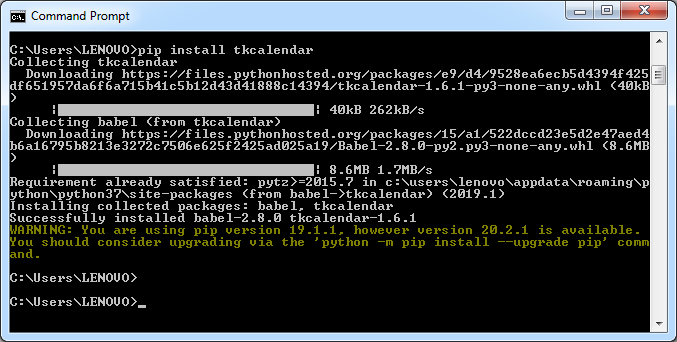 Command Prompt
C:\Users\LENOVO>pip install tkcalendar
Collecting tkcalendar
  Downloading https://files.pythonhosted.org/packages/e9/d4/9528ea6ecb5d4394f425
df651957da6f6a715b41c5b12d43d41888c14394/tkcalendar-1.6.1-py3-none-any.whl (40kB
)
     |████████████████████████████████| 40kB 262kB/s
Collecting babel (from tkcalendar)
  Downloading https://files.pythonhosted.org/packages/15/a1/522dccd23e5d2e47aed4
b6a16795b8213e3272c7506e625f2425ad025a19/Babel-2.8.0-py2.py3-none-any.whl (8.6MB
)
     |████████████████████████████████| 8.6MB 1.7MB/s
Requirement already satisfied: pytz>=2015.7 in c:\users\lenovo\appdata\roaming\p
ython\python37\site-packages (from babel->tkcalendar) (2019.1)
Installing collected packages: babel, tkcalendar
Successfully installed babel-2.8.0 tkcalendar-1.6.1
WARNING: You are using pip version 19.1.1, however version 20.2.1 is available.
You should consider upgrading via the 'python -m pip install --upgrade pip' comm
and.
C:\Users\LENOVO>
C:\Users\LENOVO>_